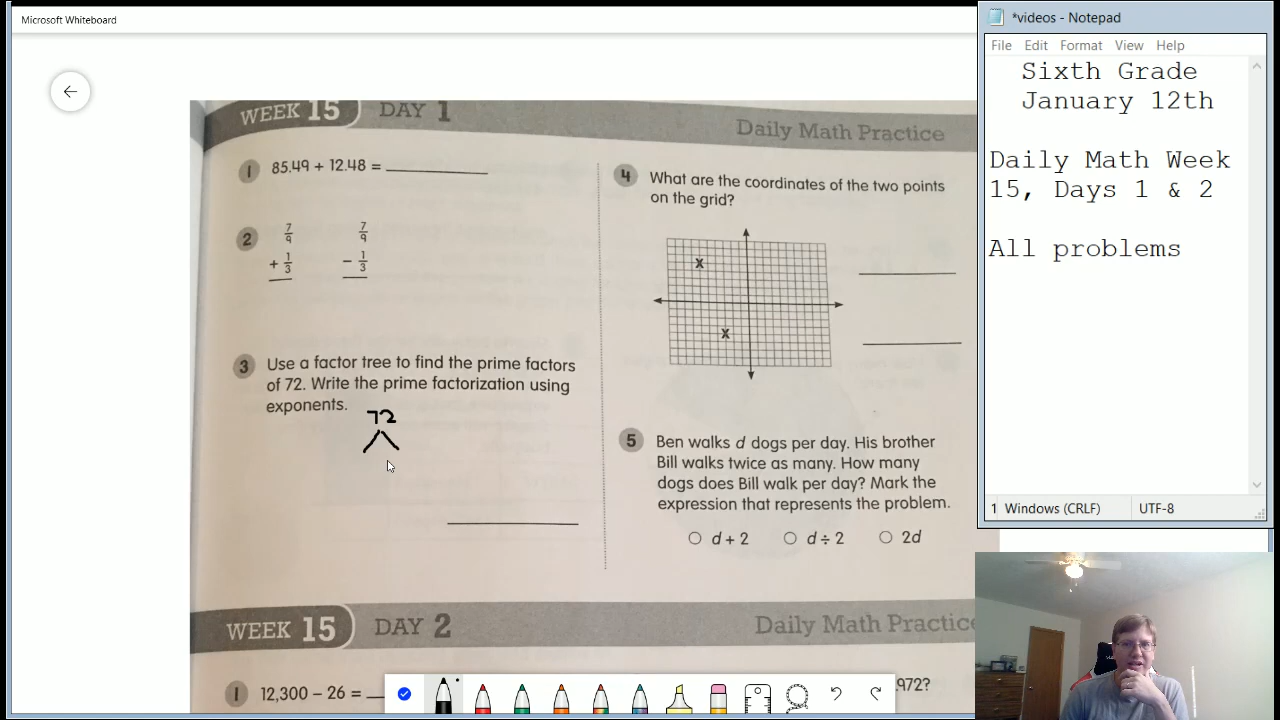 Microsoft Whiteboard
WEEK 15 DAY 1
Daily Math Practice
1 85.49 + 12.48 = ________
2 7/9 + 1/3
7/9 − 1/3
3 Use a factor tree to find the prime factors
of 72. Write the prime factorization using
exponents.
72
4 What are the coordinates of the two points
on the grid?
x
x
5 Ben walks d dogs per day. His brother
Bill walks twice as many. How many
dogs does Bill walk per day? Mark the
expression that represents the problem.
d + 2 d ÷ 2 2d
WEEK 15 DAY 2
Daily Math Practice
1 12,300 − 26 = __
,972?
*videos - Notepad
File Edit Format View Help
Sixth Grade
January 12th
Daily Math Week
15, Days 1 & 2
All problems
1 Windows (CRLF) UTF-8